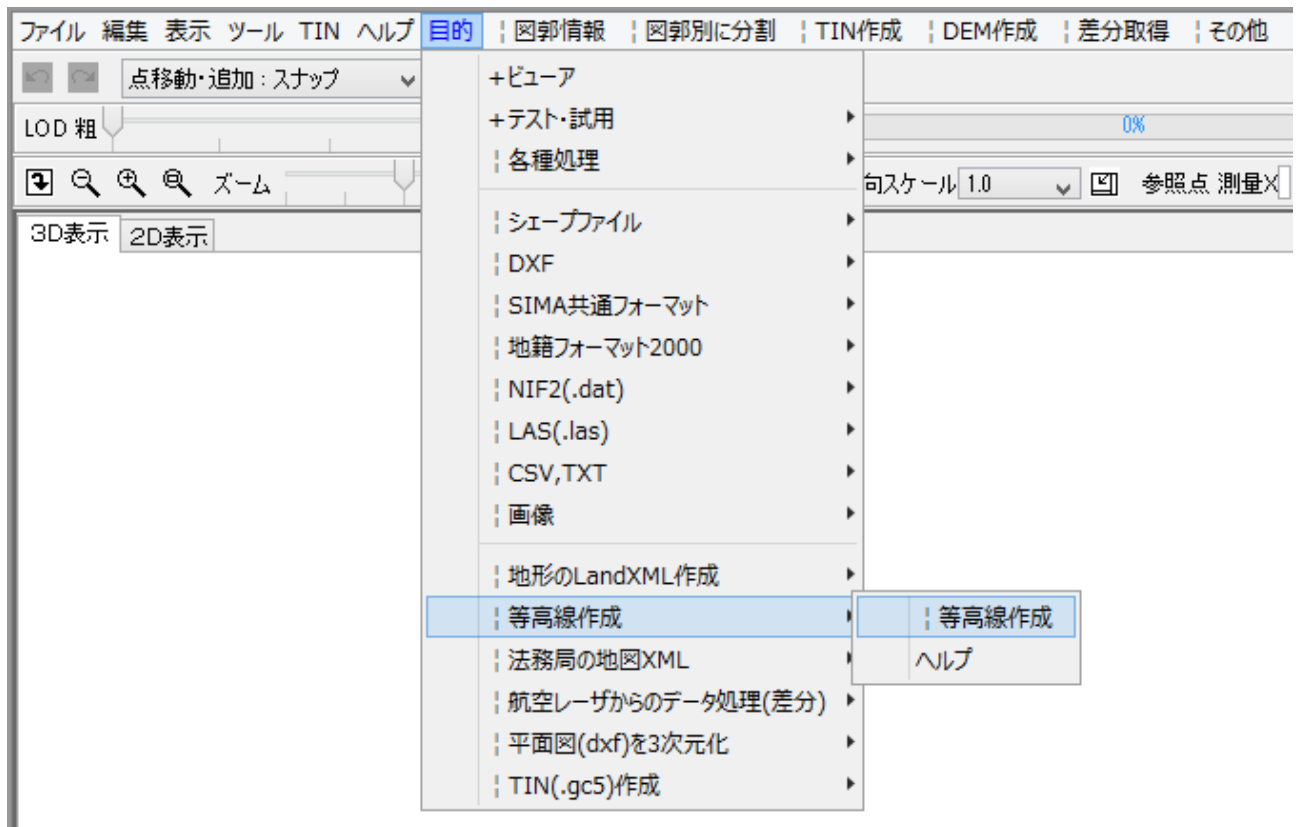 ファイル 編集 表示 ツール TIN ヘルプ 目的 ¦図郭情報 ¦図郭別に分割 ¦TIN作成 ¦DEM作成 ¦差分取得 ¦その他
点移動・追加：スナップ
LOD 粗
0%
ズーム
句スケール 1.0 参照点 測量X
3D表示 2D表示
+ビューア
+テスト・試用
¦各種処理
¦シェープファイル
¦DXF
¦SIMA共通フォーマット
¦地籍フォーマット2000
¦NIF2(.dat)
¦LAS(.las)
¦CSV,TXT
¦画像
¦地形のLandXML作成
¦等高線作成
¦法務局の地図XML
¦航空レーザからのデータ処理(差分)
¦平面図(dxf)を3次元化
¦TIN(.gc5)作成
¦等高線作成
ヘルプ